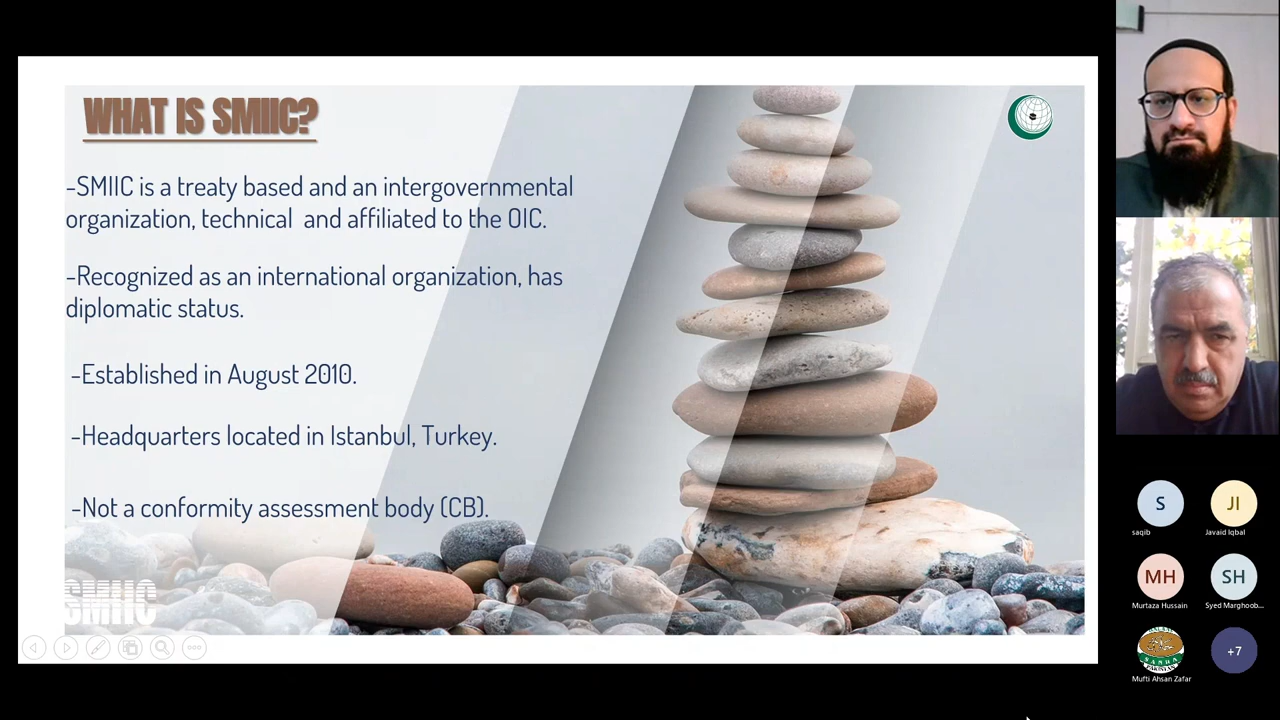 WHAT IS SMIIC?
-SMIIC is a treaty based and an intergovernmental
organization, technical  and affiliated to the OIC.
-Recognized as an international organization, has
diplomatic status.
-Established in August 2010.
-Headquarters located in Istanbul, Turkey.
-Not a conformity assessment body (CB).
SMIIC
S
saqib
JI
Javaid Iqbal
MH
Murtaza Hussain
SH
Syed Marghoob...
Mufti Ahsan Zafar
+7